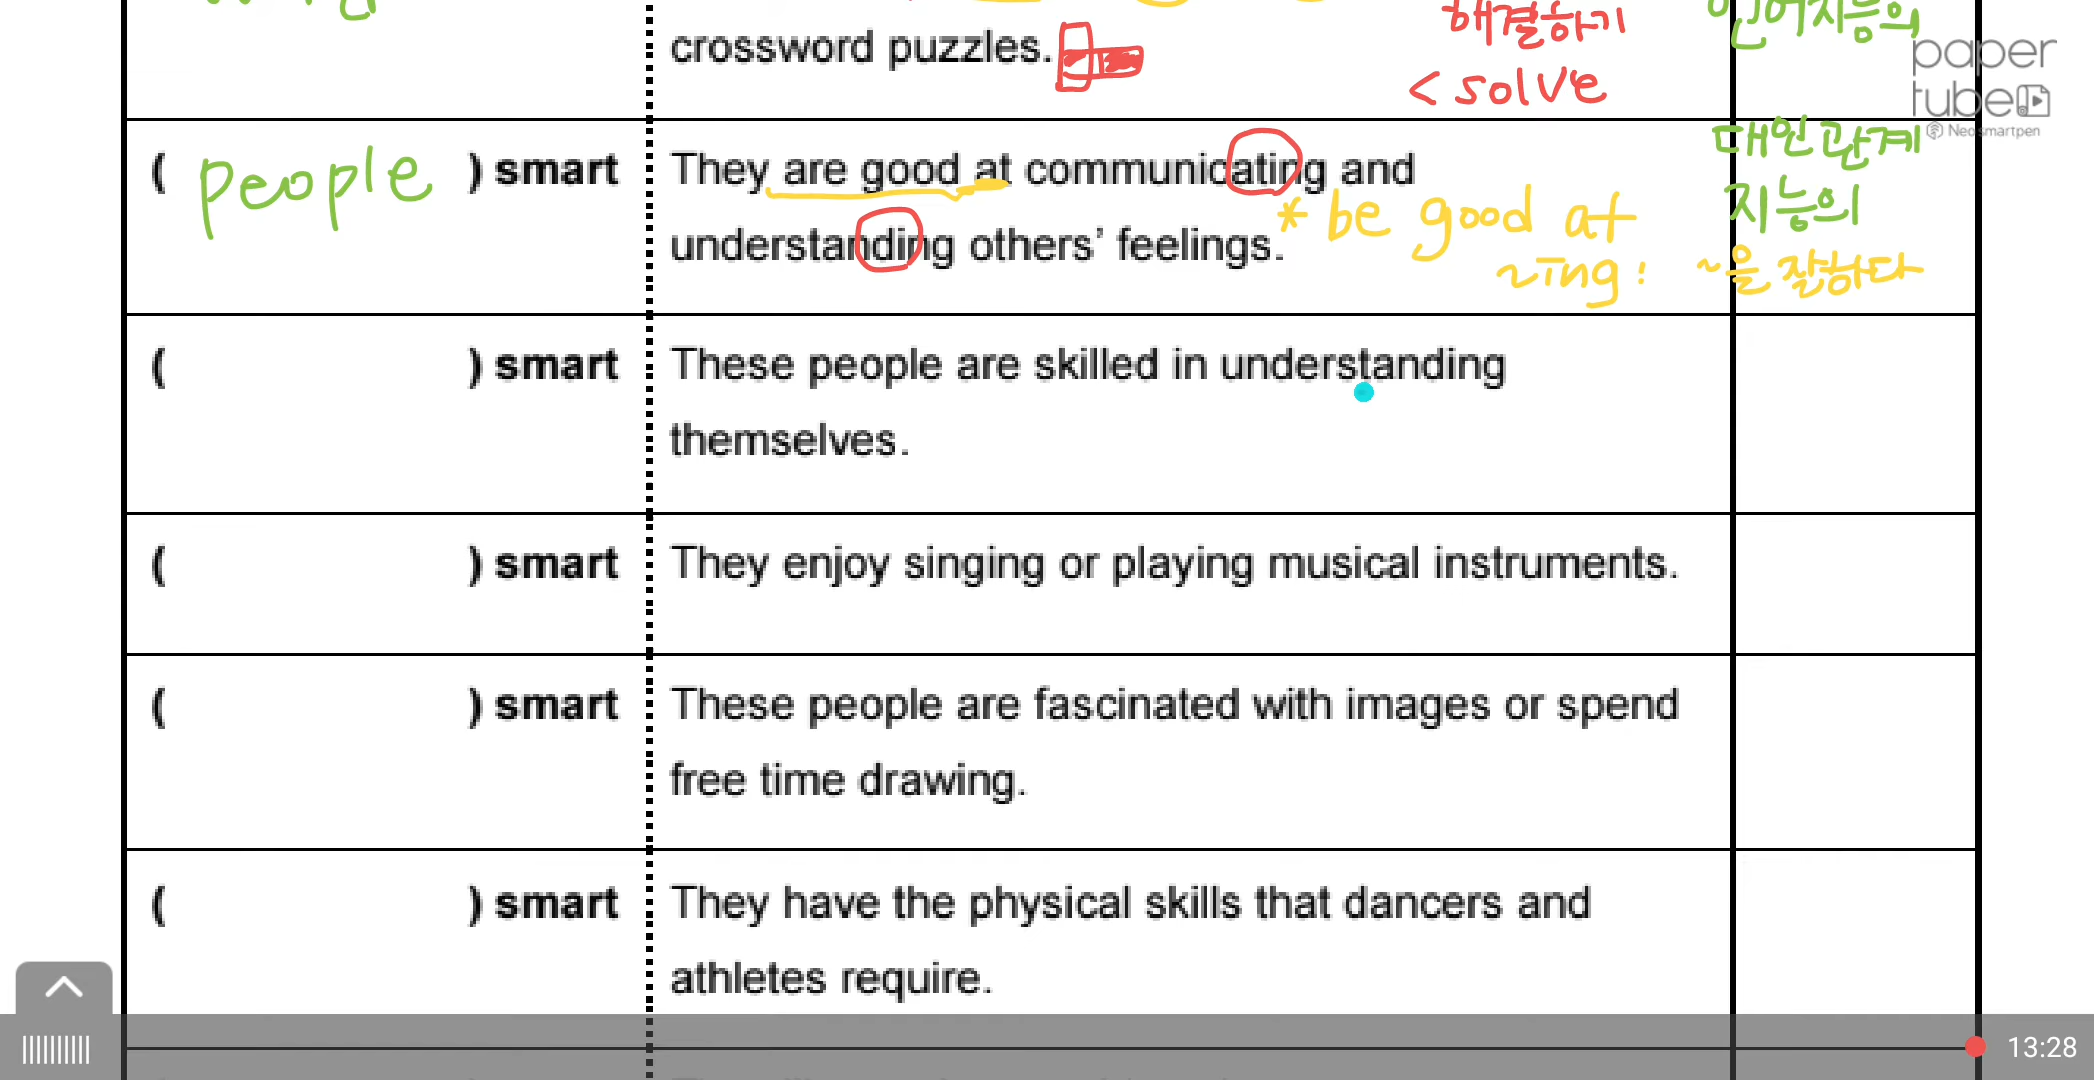 crossword puzzles.
해결하기
< solve
언어지능의
paper
tube
Neo smartpen
( people ) smart
They are good at communicating and
understanding others’ feelings.
* be good at
~ing : ~을 잘하다
대인관계
지능의
( ) smart
These people are skilled in understanding
themselves.
( ) smart
They enjoy singing or playing musical instruments.
( ) smart
These people are fascinated with images or spend
free time drawing.
( ) smart
They have the physical skills that dancers and
athletes require.
13:28